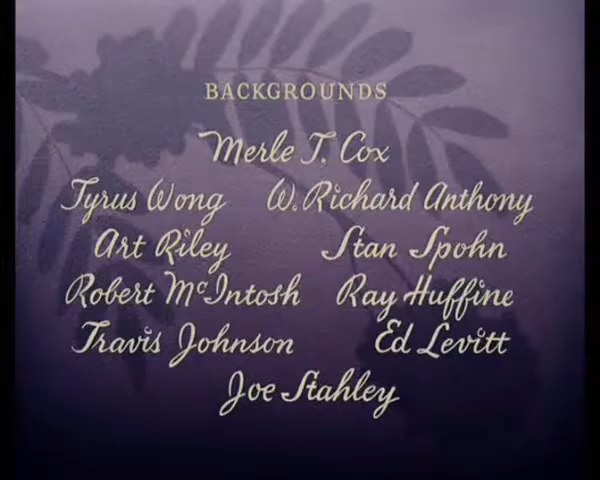 BACKGROUNDS
Merle T. Cox
Tyrus Wong W. Richard Anthony
Art Riley Stan Spohn
Robert McIntosh Ray Huffine
Travis Johnson Ed Levitt
Joe Stahley